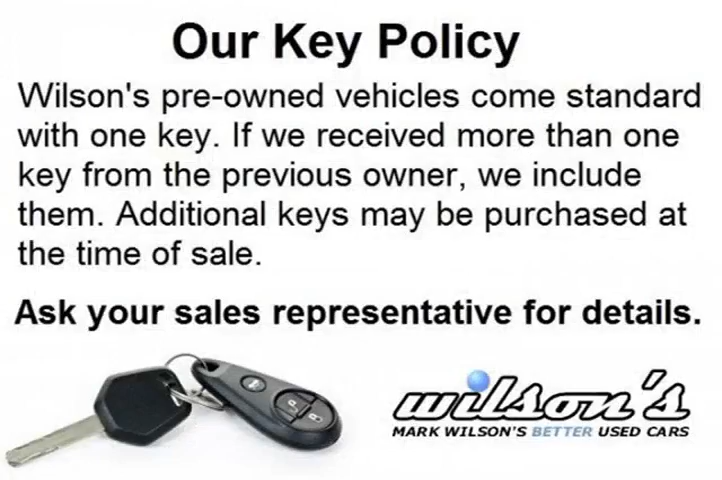 Our Key Policy
Wilson's pre-owned vehicles come standard
with one key. If we received more than one
key from the previous owner, we include
them. Additional keys may be purchased at
the time of sale.
Ask your sales representative for details.
wilson's
MARK WILSON'S BETTER USED CARS